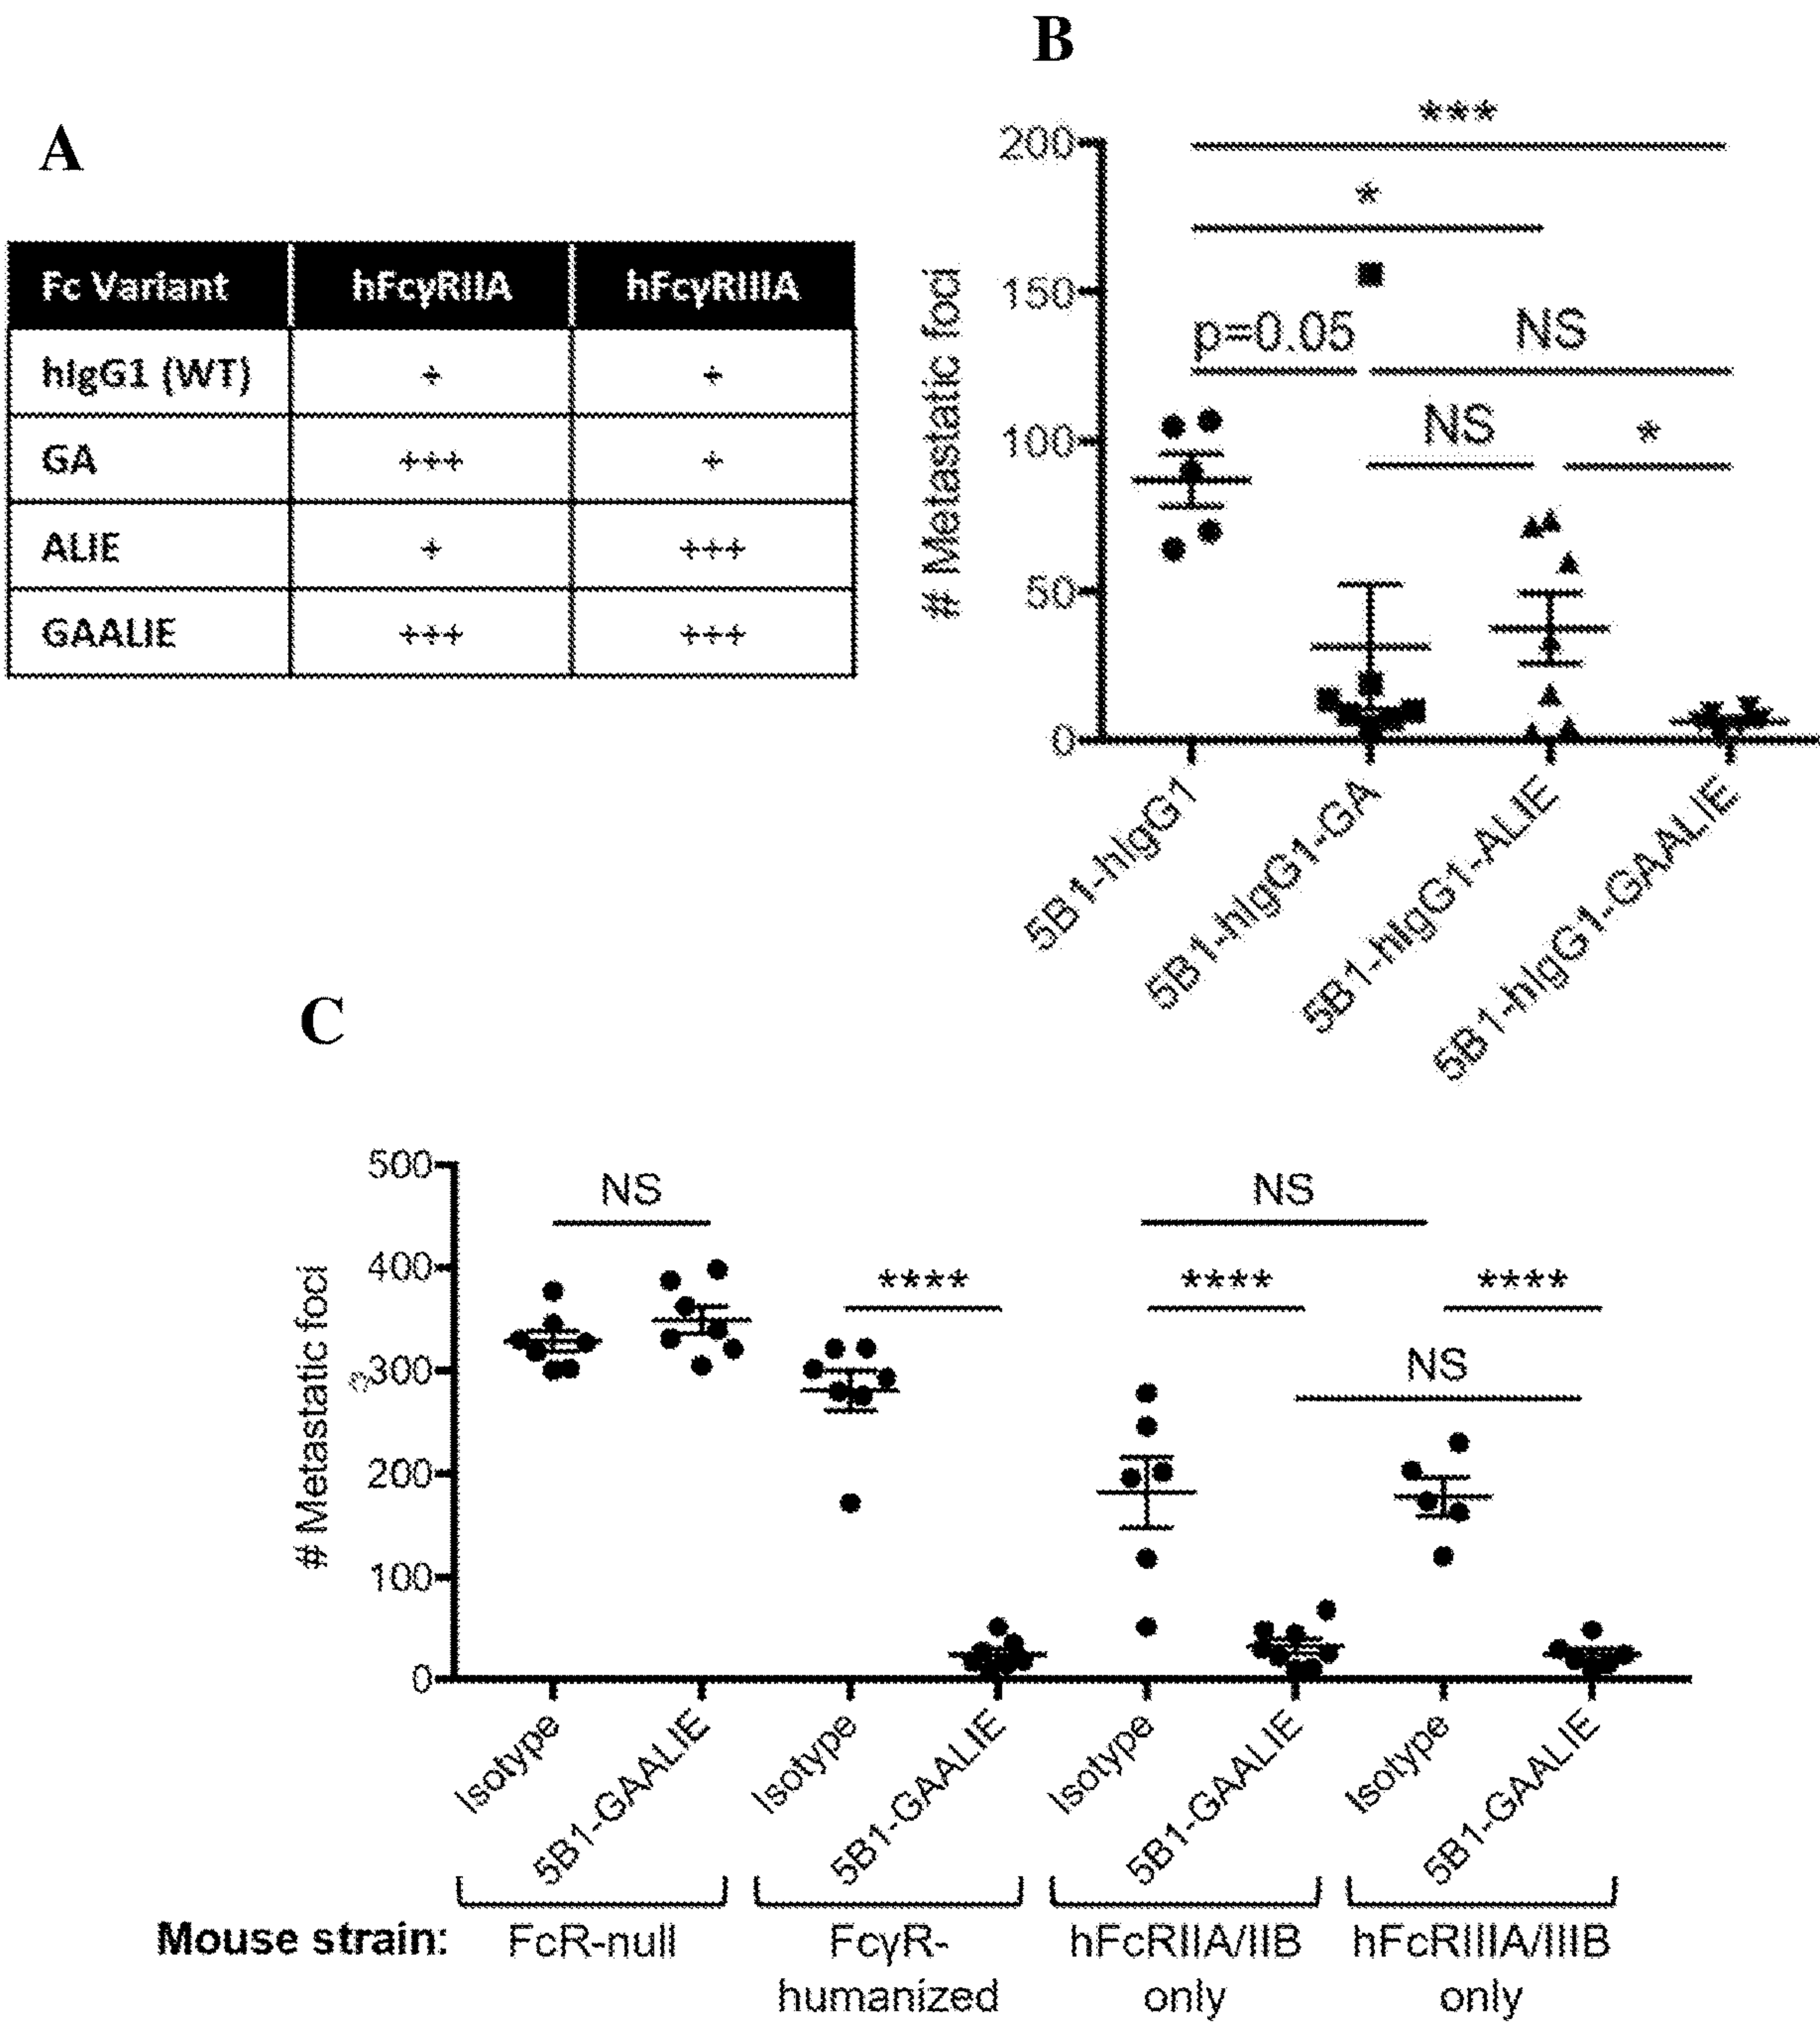 A
Fc Variant hFcγRIIA hFcγRIIIA
hIgG1 (WT) + +
GA +++ +
ALIE + +++
GAALIE +++ +++
B
***
*
p=0.05 NS
NS *
# Metastatic foci
200
150
100
50
0
5B1-hIgG1
5B1-hIgG1-GA
5B1-hIgG1-ALIE
5B1-hIgG1-GAALIE
C
NS NS
**** **** ****
NS
# Metastatic foci
500
400
300
200
100
0
Isotype
5B1-GAALIE
Isotype
5B1-GAALIE
Isotype
5B1-GAALIE
Isotype
5B1-GAALIE
Mouse strain: FcR-null FcγR- hFcRIIA/IIB hFcRIIIA/IIIB
humanized only only